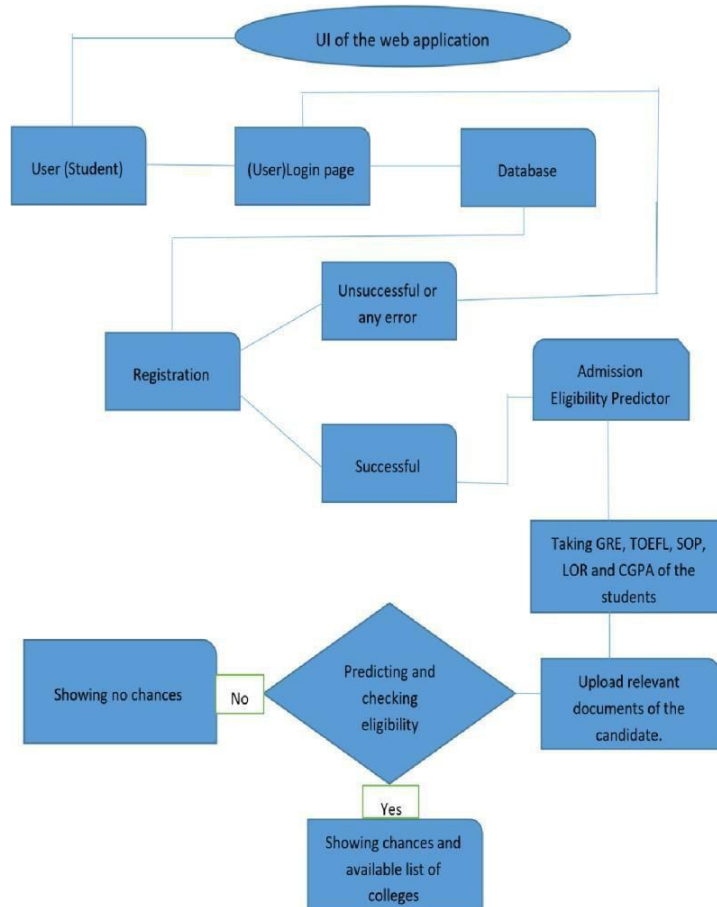 UI of the web application
User (Student)
(User)Login page
Database
Unsuccessful or
any error
Registration
Admission
Eligibility Predictor
Successful
Taking GRE, TOEFL, SOP,
LOR and CGPA of the
students
Upload relevant
documents of the
candidate.
Predicting and
checking
eligibility
No
Showing no chances
Yes
Showing chances and
available list of
colleges